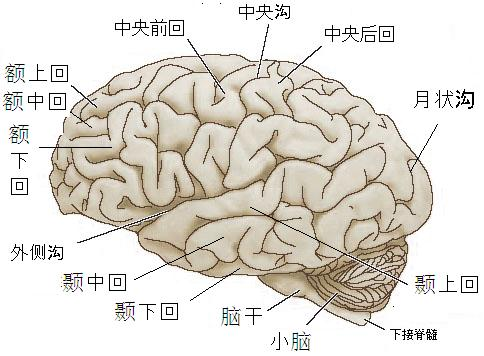 中央沟
中央前回
中央后回
额上回
额中回
月状沟
额
下
回
外侧沟
颞中回
颞上回
颞下回
脑干
小脑
下接脊髓